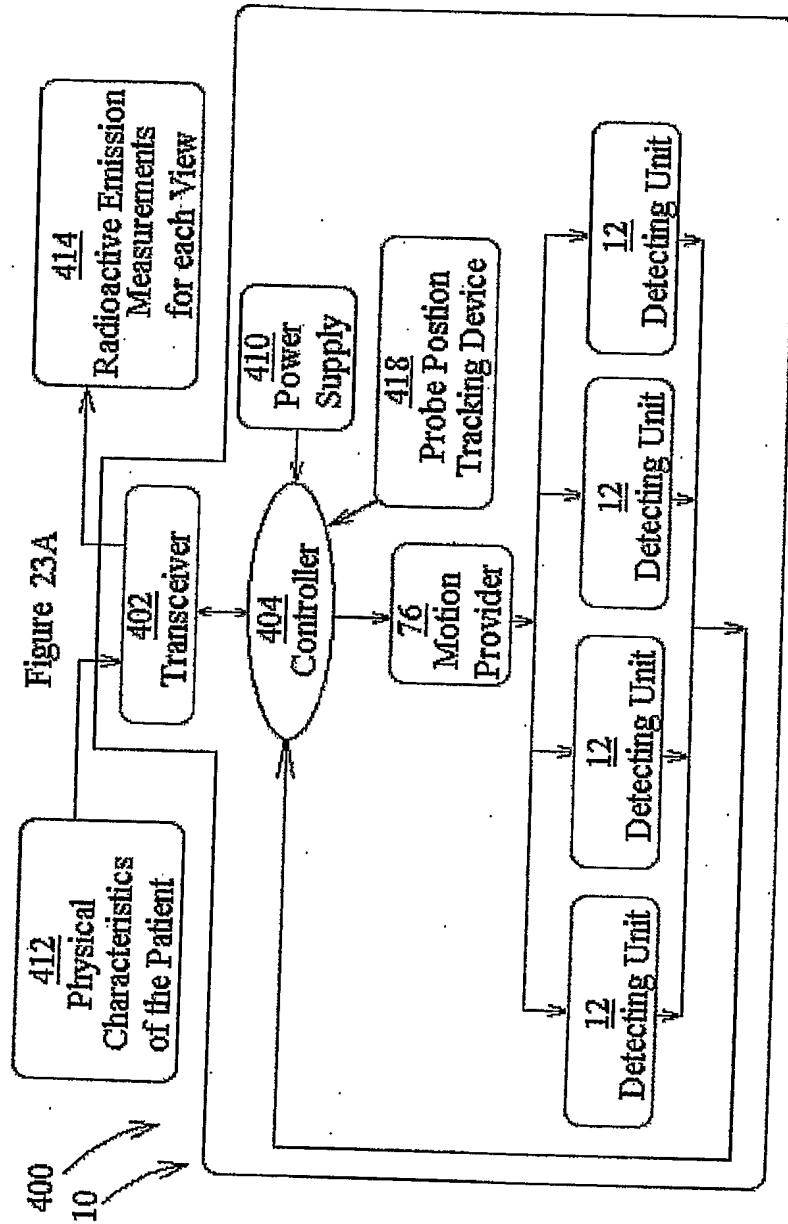 Figure 23A
400
10
412
Physical
Characteristics
of the Patient
414
Radioactive Emission
Measurements
for each View
402
Transceiver
404
Controller
410
Power
Supply
418
Probe Postion
Tracking Device
76
Motion
Provider
12
Detecting Unit
12
Detecting Unit
12
Detecting Unit
12
Detecting Unit